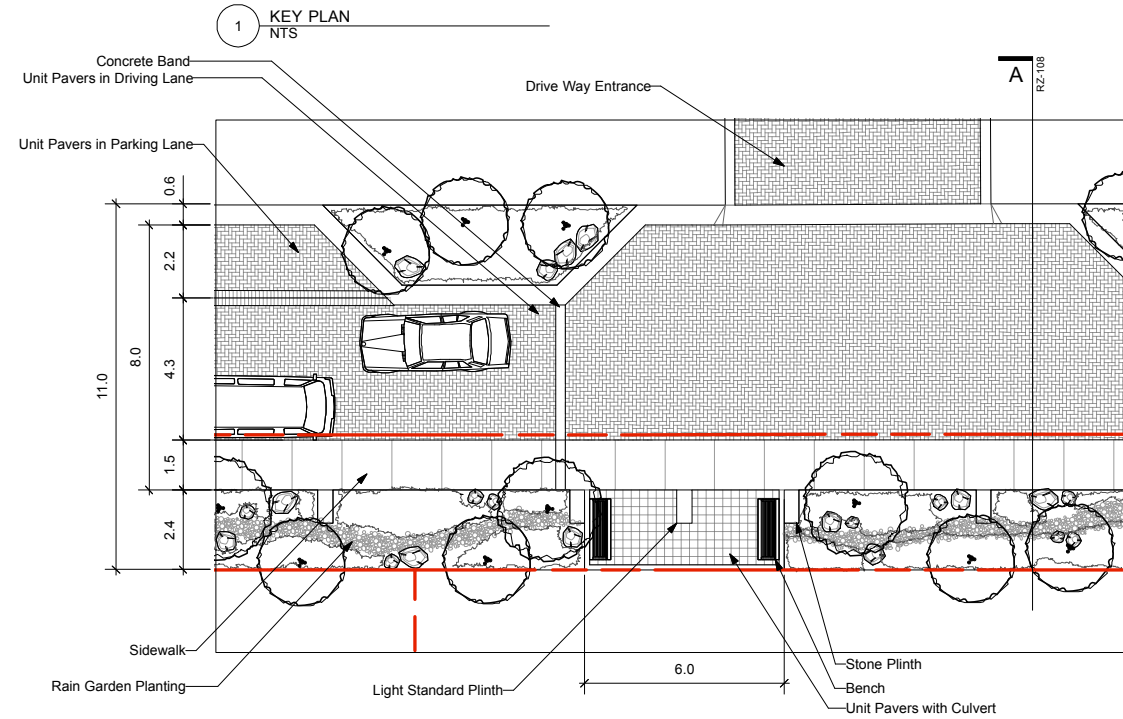 1
KEY PLAN
NTS
Concrete Band
Unit Pavers in Driving Lane
Drive Way Entrance
A
RZ-108
Unit Pavers in Parking Lane
0.6
2.2
8.0
4.3
11.0
1.5
2.4
Sidewalk
Rain Garden Planting
Light Standard Plinth
6.0
Stone Plinth
Bench
Unit Pavers with Culvert